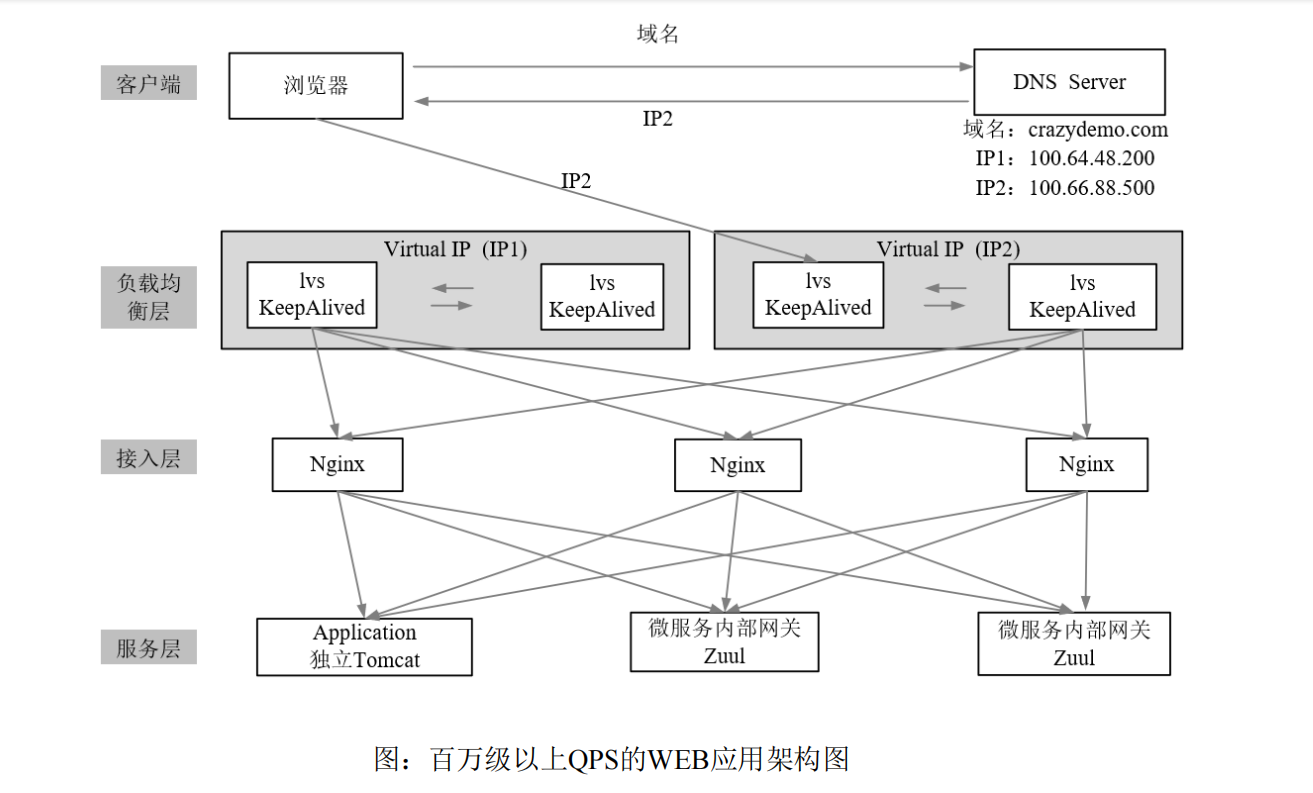 域名
客户端
浏览器
DNS Server
IP2
域名：crazydemo.com
IP1：100.64.48.200
IP2：100.66.88.500
IP2
负载均
衡层
Virtual IP（IP1）
lvs
KeepAlived
lvs
KeepAlived
Virtual IP（IP2）
lvs
KeepAlived
lvs
KeepAlived
接入层
Nginx
Nginx
Nginx
服务层
Application
独立Tomcat
微服务内部网关
Zuul
微服务内部网关
Zuul
图：百万级以上QPS的WEB应用架构图